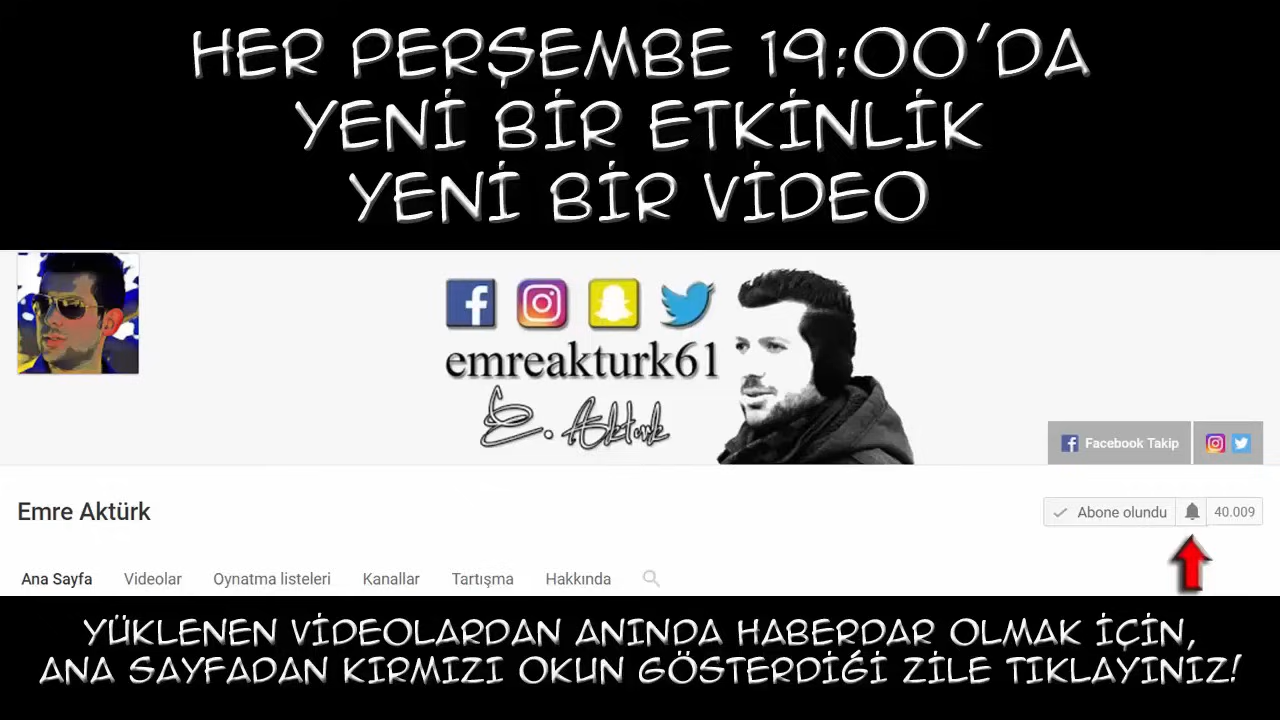 HER PERŞEMBE 19:00'DA
YENİ BİR ETKİNLİK
YENİ BİR VİDEO
emreakturk61
E. Aktürk
Facebook Takip
Emre Aktürk
Abone olundu 40.009
Ana Sayfa Videolar Oynatma listeleri Kanallar Tartışma Hakkında
YÜKLENEN VİDEOLARDAN ANINDA HABERDAR OLMAK İÇİN,
ANA SAYFADAN KIRMIZI OKUN GÖSTERDİĞİ ZİLE TIKLAYINIZ!